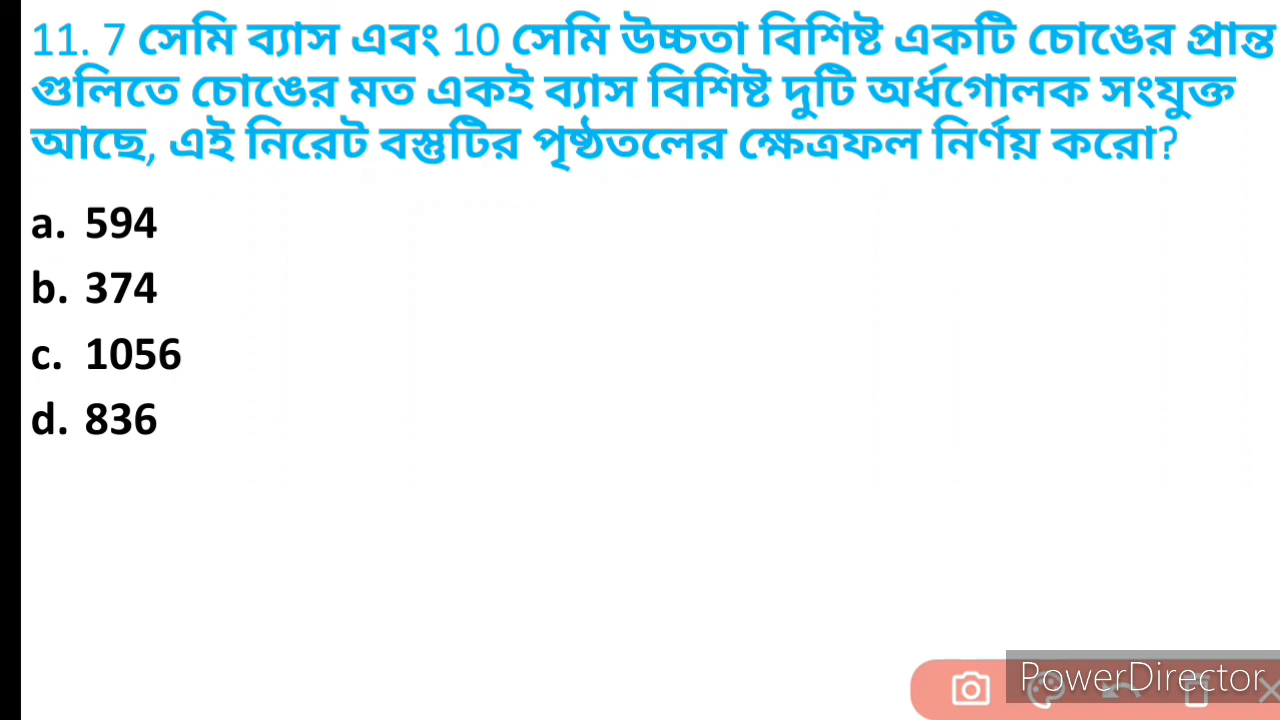 11. 7 সেমি ব্যাস এবং 10 সেমি উচ্চতা বিশিষ্ট একটি চোঙের প্রান্ত
গুলিতে চোঙের মত একই ব্যাস বিশিষ্ট দুটি অর্ধগোলক সংযুক্ত
আছে, এই নিরেট বস্তুটির পৃষ্ঠতলের ক্ষেত্রফল নির্ণয় করো?
a. 594
b. 374
c. 1056
d. 836
PowerDirector